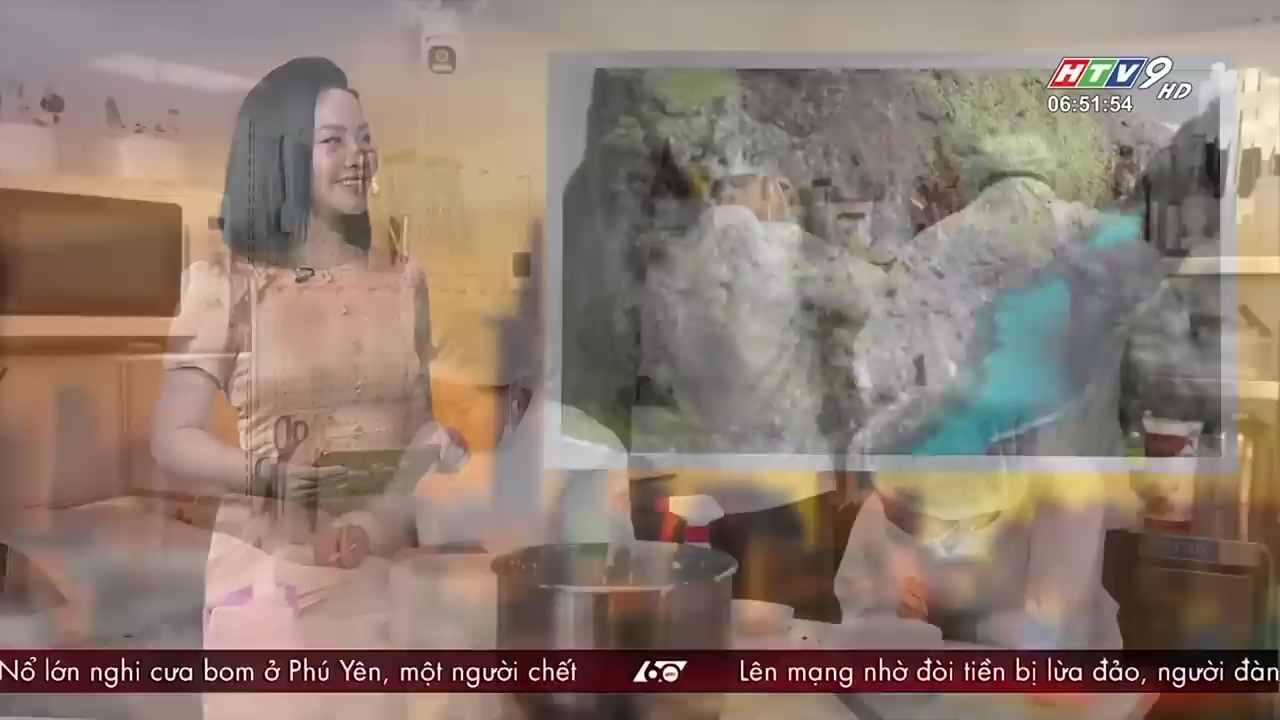 HTV9 HD
06:51:54
Nổ lớn nghi cưa bom ở Phú Yên, một người chết 60 Lên mạng nhờ đòi tiền bị lừa đảo, người đàn